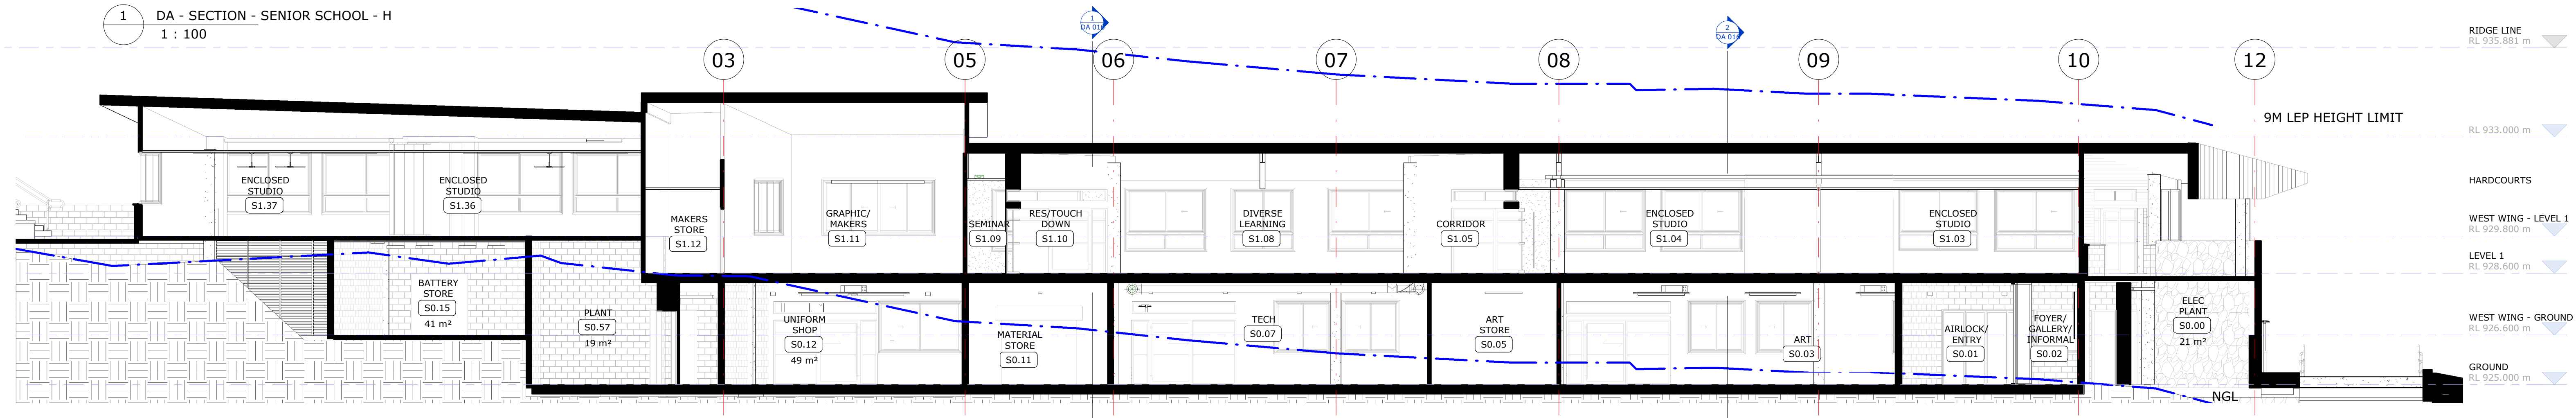 1
DA - SECTION - SENIOR SCHOOL - H
1 : 100
1
DA 016
2
DA 016
03
05
06
07
08
09
10
12
RIDGE LINE
RL 935.881 m
9M LEP HEIGHT LIMIT
RL 933.000 m
HARDCOURTS
WEST WING - LEVEL 1
RL 929.800 m
LEVEL 1
RL 928.600 m
WEST WING - GROUND
RL 926.600 m
GROUND
RL 925.000 m
ENCLOSED
STUDIO
S1.37
ENCLOSED
STUDIO
S1.36
MAKERS
STORE
S1.12
GRAPHIC/
MAKERS
S1.11
SEMINAR
S1.09
RES/TOUCH
DOWN
S1.10
DIVERSE
LEARNING
S1.08
CORRIDOR
S1.05
ENCLOSED
STUDIO
S1.04
ENCLOSED
STUDIO
S1.03
BATTERY
STORE
S0.15
41 m²
PLANT
S0.57
19 m²
UNIFORM
SHOP
S0.12
49 m²
MATERIAL
STORE
S0.11
TECH
S0.07
ART
STORE
S0.05
ART
S0.03
AIRLOCK/
ENTRY
S0.01
FOYER/
GALLERY/
INFORMAL
S0.02
ELEC
PLANT
S0.00
21 m²
NGL